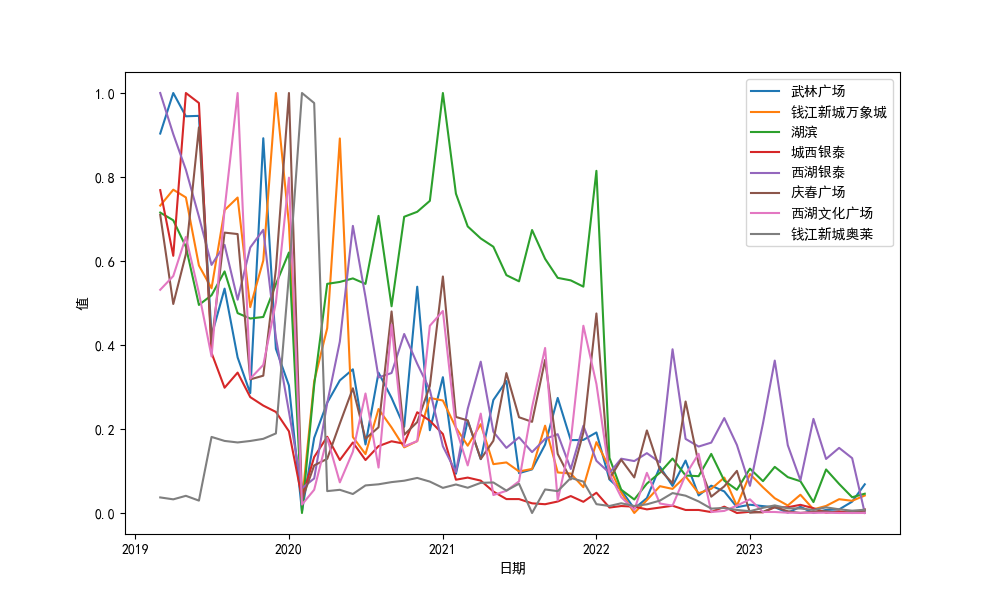 1.0
0.8
0.6
0.4
0.2
0.0
值
2019
2020
2021
2022
2023
日期
武林广场
钱江新城万象城
湖滨
城西银泰
西湖银泰
庆春广场
西湖文化广场
钱江新城奥莱